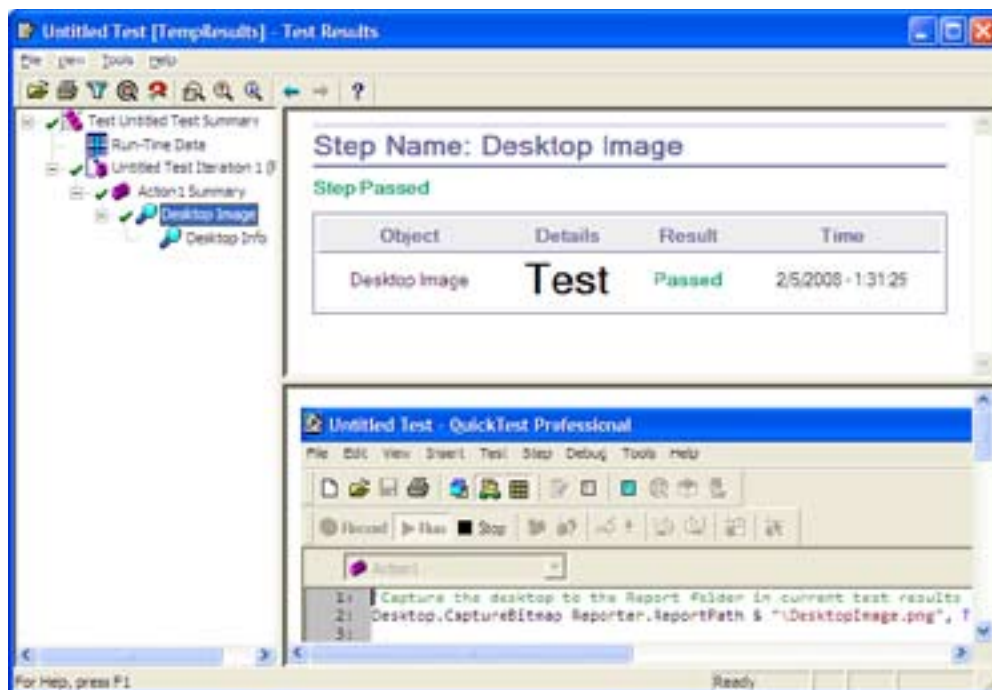 Untitled Test [TempResults] - Test Results
File View Tools Help
Test Untitled Test Summary
Run-Time Data
Untitled Test Iteration 1 (
Action1 Summary
Desktop Image
Desktop Info
Step Name: Desktop Image
Step Passed
Object Details Result Time
Desktop Image Test Passed 2/5/2008 - 1:31:25
Untitled Test - QuickTest Professional
File Edit View Insert Test Step Debug Tools Help
Record Run Stop
Action1
1: 'Capture the desktop to the Report folder in current test results
2: Desktop.CaptureBitmap Reporter.ReportPath & "\DesktopImage.png", T
3:
For Help, press F1
Ready